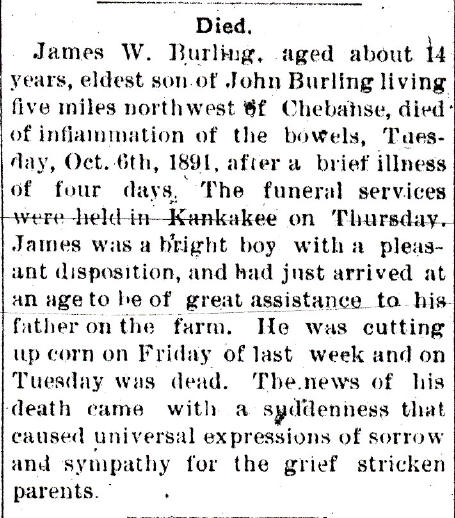 Died.
James W. Burling, aged about 14
years, eldest son of John Burling living
five miles northwest of Chebanse, died
of inflammation of the bowels, Tues-
day, Oct. 6th, 1891, after a brief illness
of four days. The funeral services
were held in Kankakee on Thursday.
James was a bright boy with a pleas-
ant disposition, and had just arrived at
an age to be of great assistance to his
father on the farm. He was cutting
up corn on Friday of last week and on
Tuesday was dead. The news of his
death came with a suddenness that
caused universal expressions of sorrow
and sympathy for the grief stricken
parents.